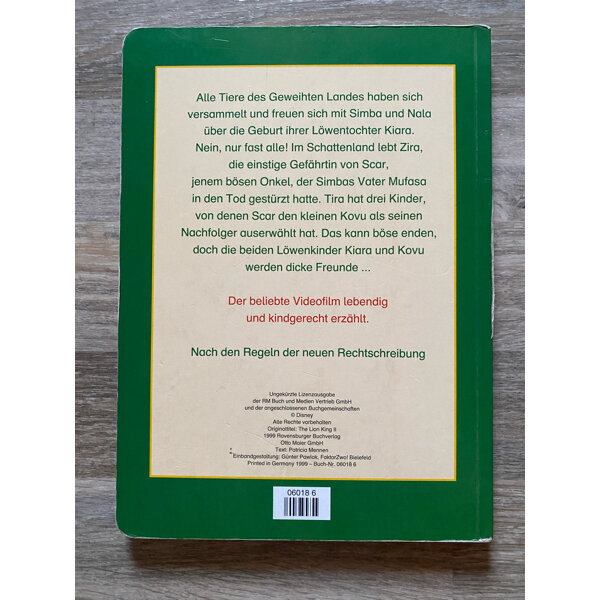 Alle Tiere des Geweihten Landes haben sich
versammelt und freuen sich mit Simba und Nala
über die Geburt ihrer Löwentochter Kiara.
Nein, nur fast alle! Im Schattenland lebt Zira,
die einstige Gefährtin von Scar,
jenem bösen Onkel, der Simbas Vater Mufasa
in den Tod gestürzt hatte. Tira hat drei Kinder,
von denen Scar den kleinen Kovu als seinen
Nachfolger auserwählt hat. Das kann böse enden,
doch die beiden Löwenkinder Kiara und Kovu
werden dicke Freunde ...
Der beliebte Videofilm lebendig
und kindgerecht erzählt.
Nach den Regeln der neuen Rechtschreibung
Ungekürzte Lizenzausgabe
der RM Buch und Medien Vertrieb GmbH
und der angeschlossenen Buchgemeinschaften
© Disney
Alle Rechte vorbehalten
Originaltitel: The Lion King II
1999 Ravensburger Buchverlag
Otto Maier GmbH
Text: Patricia Mennen
Einbandgestaltung: Günter Pawlak, FaktorZwo! Bielefeld
Printed in Germany 1999 – Buch-Nr. 06018 6
06018 6